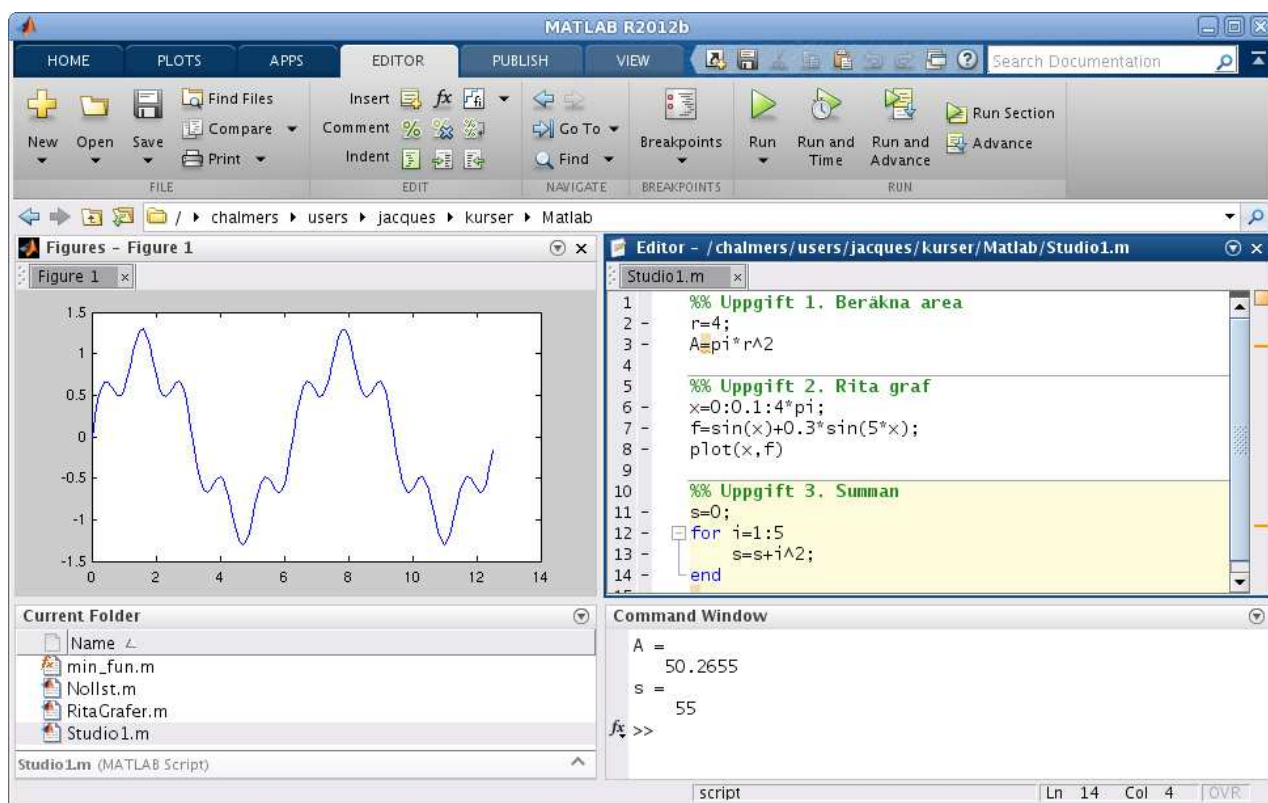 MATLAB R2012b
HOME PLOTS APPS EDITOR PUBLISH VIEW Search Documentation
New Open Save Find Files Compare Print
FILE
Insert fx
Comment
Indent
EDIT
Go To
Find
NAVIGATE
Breakpoints
BREAKPOINTS
Run Run and Time Run and Advance Run Section Advance
RUN
/ chalmers users jacques kurser Matlab
Figures - Figure 1
Figure 1
1.5
1
0.5
0
-0.5
-1
-1.5
0 2 4 6 8 10 12 14
Editor - /chalmers/users/jacques/kurser/Matlab/Studio1.m
Studio1.m
1 %% Uppgift 1. Beräkna area
2 - r=4;
3 - A=pi*r^2
4
5 %% Uppgift 2. Rita graf
6 - x=0:0.1:4*pi;
7 - f=sin(x)+0.3*sin(5*x);
8 - plot(x,f)
9
10 %% Uppgift 3. Summan
11 - s=0;
12 - for i=1:5
13 - s=s+i^2;
14 - end
Current Folder
Name
min_fun.m
Nollst.m
RitaGrafer.m
Studio1.m
Studio1.m (MATLAB Script)
Command Window
A =
50.2655
s =
55
fx >>
script Ln 14 Col 4 OVR